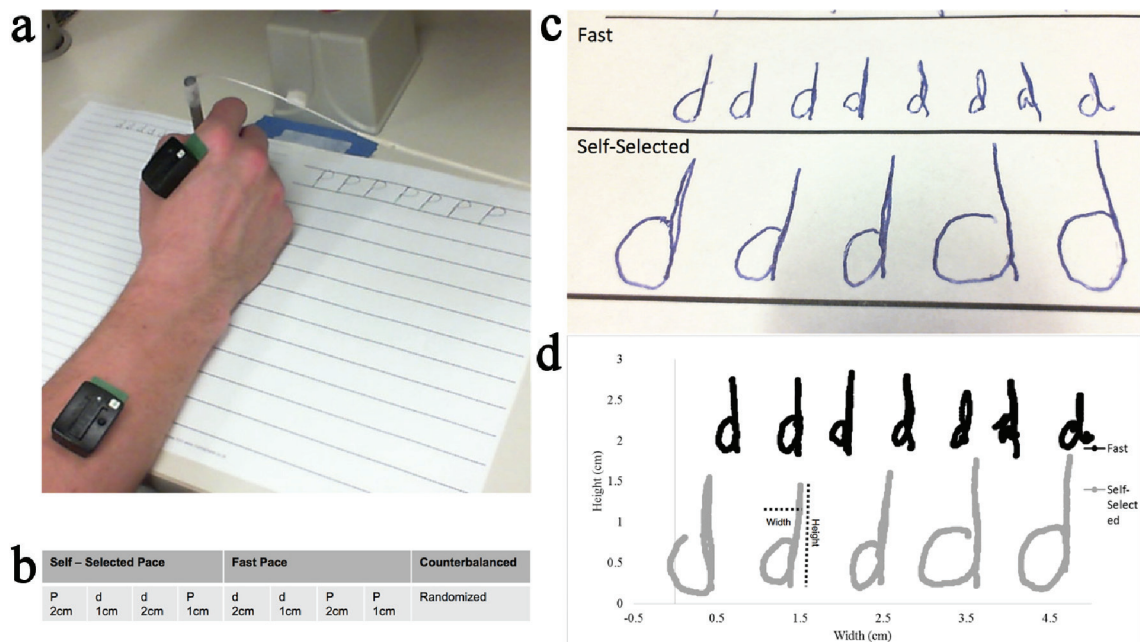 a
P P P P P P P
b
Self – Selected Pace Fast Pace Counterbalanced
P 2cm d 1cm d 2cm P 1cm d 2cm d 1cm P 2cm P 1cm Randomized
c
Fast
d d d d d d d d
Self-Selected
d d d d d
d
3
2.5
2
1.5
1
0.5
0
Height (cm)
d d d d d d d
Fast
Self-
Select
ed
d d d d d
Width
Height
-0.5 0.5 1.5 2.5 3.5 4.5
Width (cm)